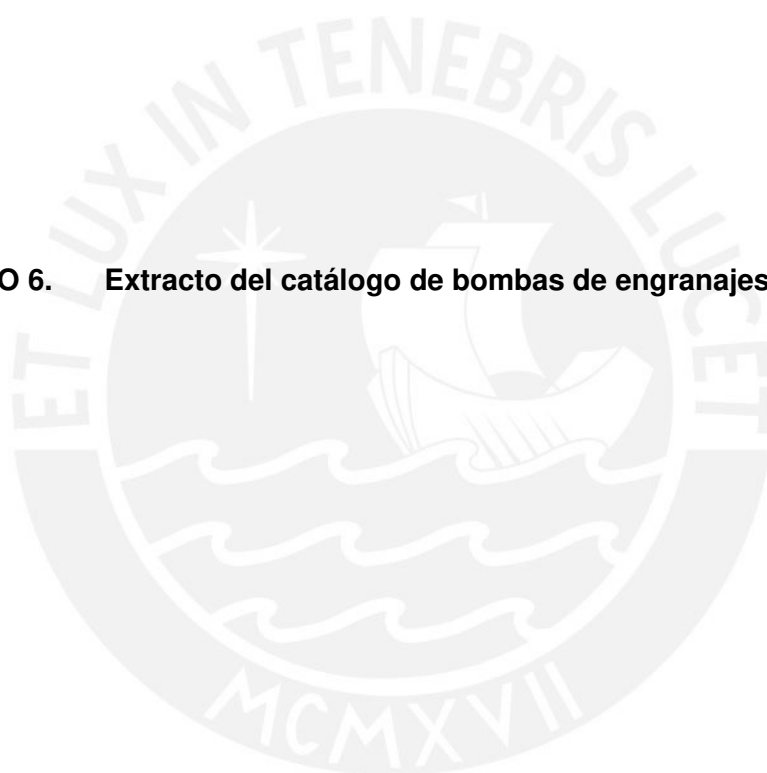 O 6. Extracto del catálogo de bombas de engranajes
ET LUX IN TENEBRIS LUCET
MCMXVII